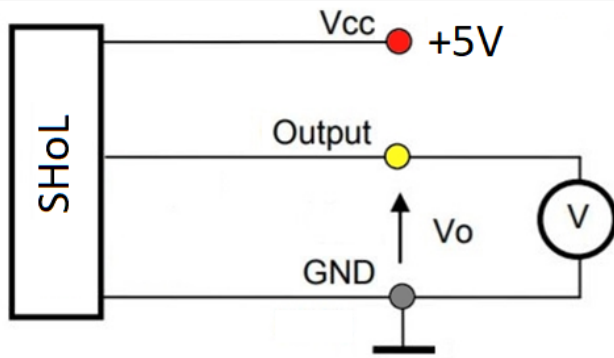 Vcc
+5V
SHoL
Output
V
Vo
GND